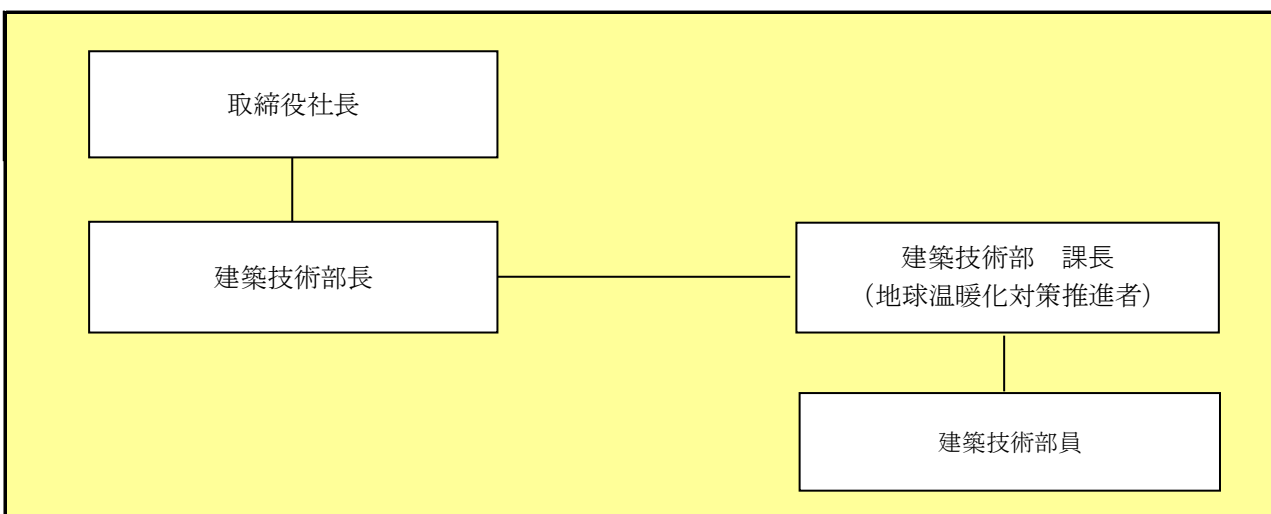 取締役社長
建築技術部長
建築技術部　課長
（地球温暖化対策推進者）
建築技術部員